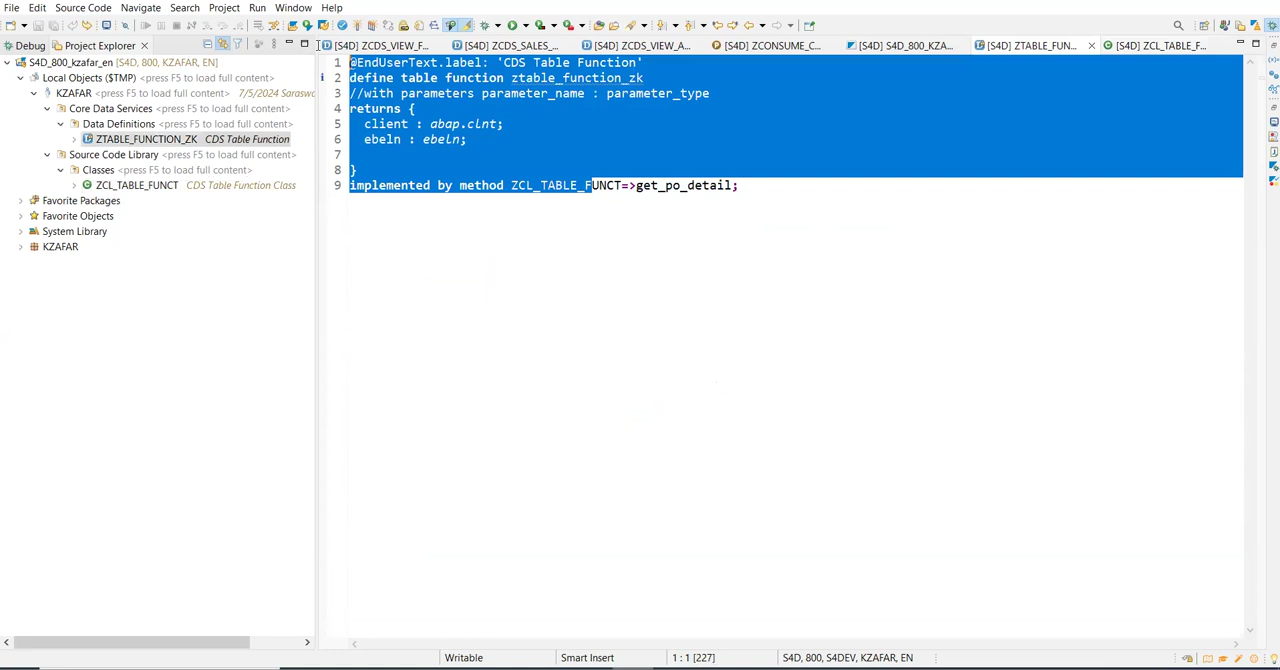 File Edit Source Code Navigate Search Project Run Window Help
Debug Project Explorer
[S4D] ZCDS_VIEW_F... [S4D] ZCDS_SALES_... [S4D] ZCDS_VIEW_A... [S4D] ZCONSUME_C... [S4D] S4D_800_KZA... [S4D] ZTABLE_FUN... [S4D] ZCL_TABLE_F...
S4D_800_kzafar_en [S4D, 800, KZAFAR, EN]
Local Objects ($TMP) <press F5 to load full content>
KZAFAR <press F5 to load full content> 7/5/2024 Saraswa
Core Data Services <press F5 to load full content>
Data Definitions <press F5 to load full content>
ZTABLE_FUNCTION_ZK CDS Table Function
Source Code Library <press F5 to load full content>
Classes <press F5 to load full content>
ZCL_TABLE_FUNCT CDS Table Function Class
Favorite Packages
Favorite Objects
System Library
KZAFAR
1 @EndUserText.label: 'CDS Table Function'
2 define table function ztable_function_zk
3 //with parameters parameter_name : parameter_type
4 returns {
5 client : abap.clnt;
6 ebeln : ebeln;
7
8 }
9 implemented by method ZCL_TABLE_FUNCT=>get_po_detail;
Writable Smart Insert 1 : 1 [227] S4D, 800, S4DEV, KZAFAR, EN